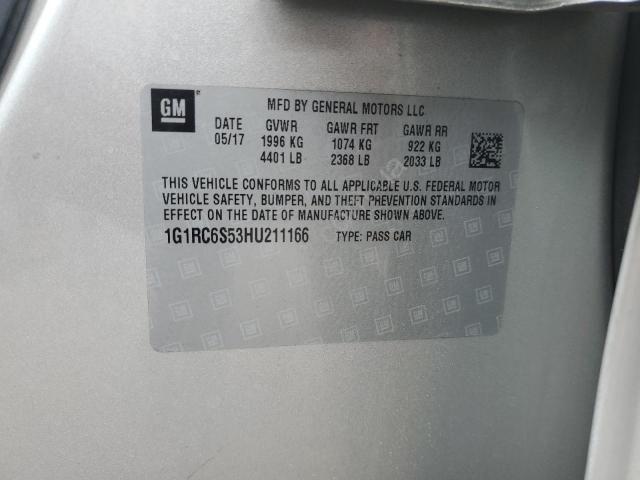 GM
MFD BY GENERAL MOTORS LLC
DATE GVWR GAWR FRT GAWR RR
05/17 1996 KG 1074 KG 922 KG
4401 LB 2368 LB 2033 LB
THIS VEHICLE CONFORMS TO ALL APPLICABLE U.S. FEDERAL MOTOR
VEHICLE SAFETY, BUMPER, AND THEFT PREVENTION STANDARDS IN
EFFECT ON THE DATE OF MANUFACTURE SHOWN ABOVE.
1G1RC6S53HU211166 TYPE: PASS CAR